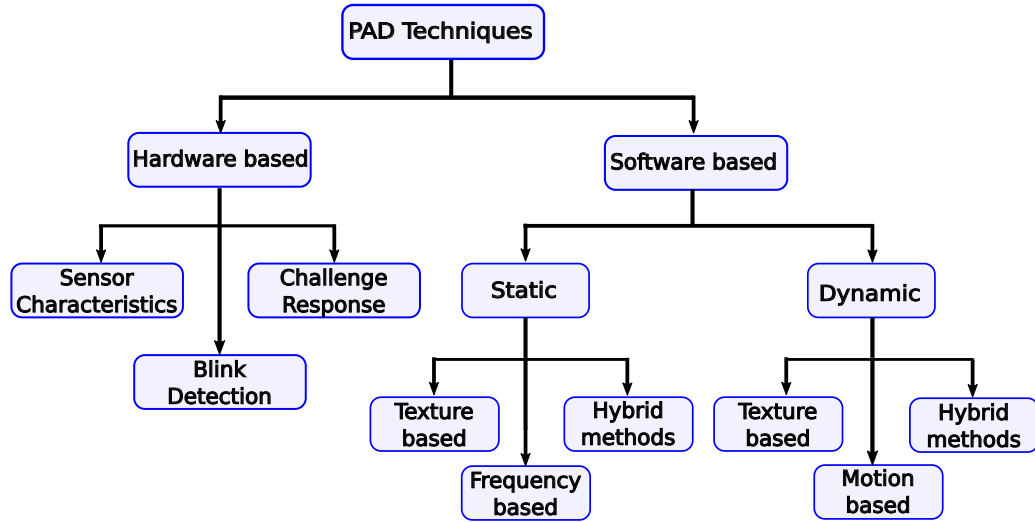 PAD Techniques
Hardware based
Software based
Sensor
Characteristics
Challenge
Response
Blink
Detection
Static
Dynamic
Texture
based
Hybrid
methods
Frequency
based
Texture
based
Hybrid
methods
Motion
based